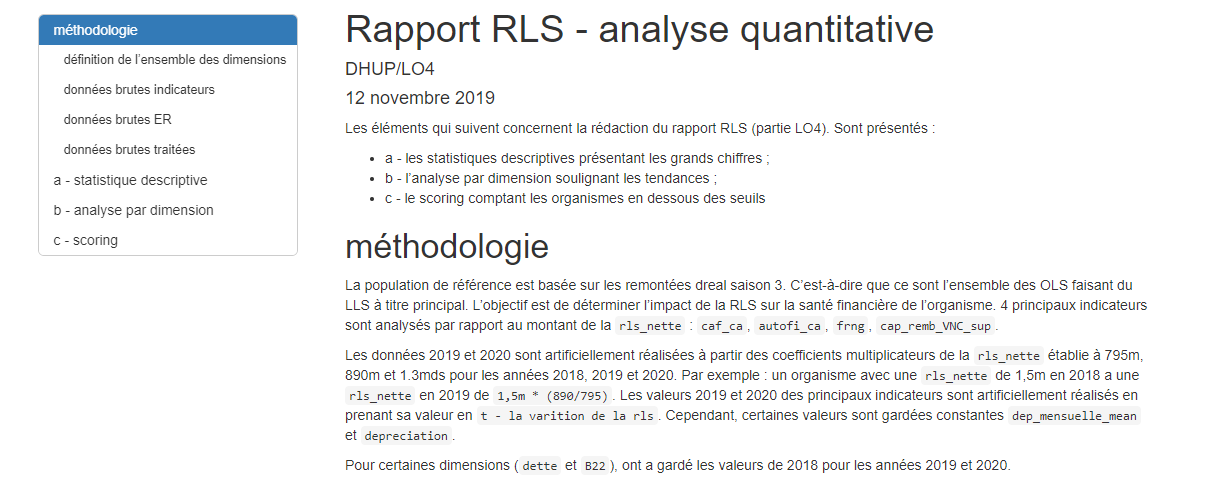 méthodologie
définition de l'ensemble des dimensions
données brutes indicateurs
données brutes ER
données brutes traitées
a - statistique descriptive
b - analyse par dimension
c - scoring
Rapport RLS - analyse quantitative
DHUP/LO4
12 novembre 2019
Les éléments qui suivent concernent la rédaction du rapport RLS (partie LO4). Sont présentés :
• a - les statistiques descriptives présentant les grands chiffres ;
• b - l'analyse par dimension soulignant les tendances ;
• c - le scoring comptant les organismes en dessous des seuils
méthodologie
La population de référence est basée sur les remontées dreal saison 3. C'est-à-dire que ce sont l'ensemble des OLS faisant du
LLS à titre principal. L'objectif est de déterminer l'impact de la RLS sur la santé financière de l'organisme. 4 principaux indicateurs
sont analysés par rapport au montant de la rls_nette : caf_ca, autofi_ca, frng, cap_remb_VNC_sup.
Les données 2019 et 2020 sont artificiellement réalisées à partir des coefficients multiplicateurs de la rls_nette établie à 795m,
890m et 1.3mds pour les années 2018, 2019 et 2020. Par exemple : un organisme avec une rls_nette de 1,5m en 2018 a une
rls_nette en 2019 de 1,5m * (890/795). Les valeurs 2019 et 2020 des principaux indicateurs sont artificiellement réalisés en
prenant sa valeur en t - la varition de la rls. Cependant, certaines valeurs sont gardées constantes dep_mensuelle_mean
et depreciation.
Pour certaines dimensions (dette et B22), ont a gardé les valeurs de 2018 pour les années 2019 et 2020.